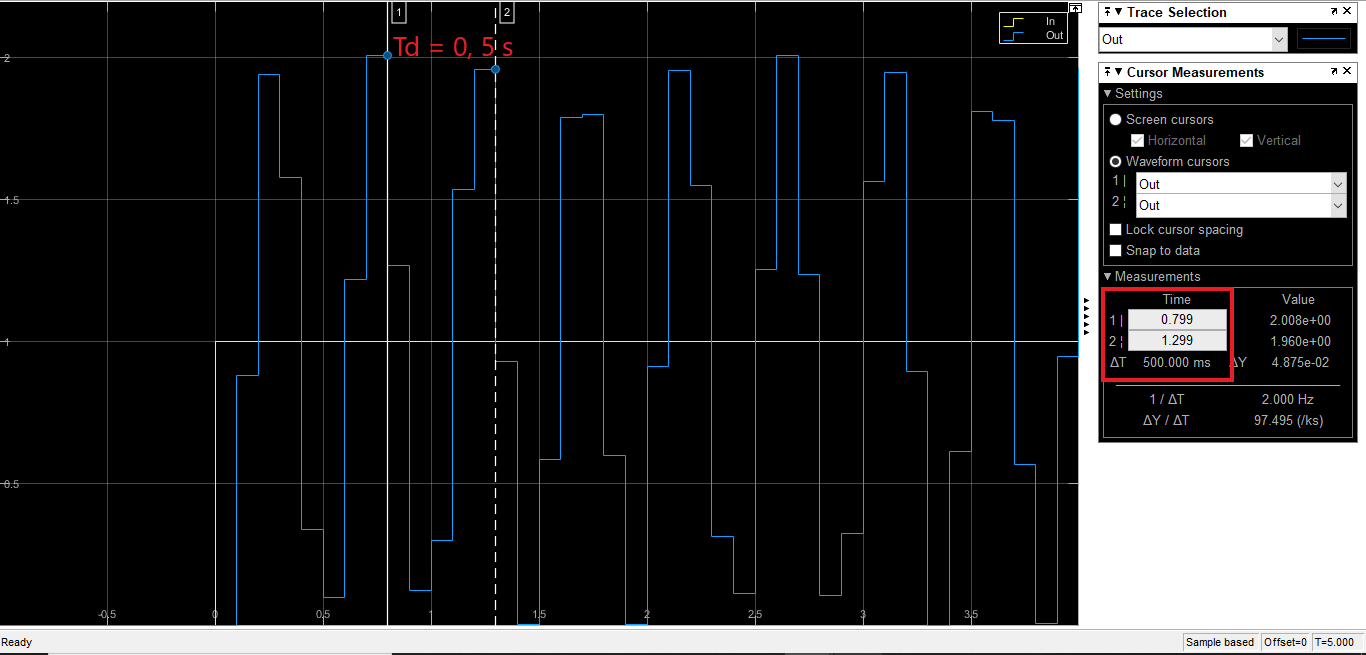 1
2
Td = 0, 5 s
In
Out
2
1.5
1
0.5
-0.5
0
0.5
1
1.5
2
2.5
3
3.5
Trace Selection
Out
Cursor Measurements
Settings
Screen cursors
Horizontal Vertical
Waveform cursors
1 Out
2 Out
Lock cursor spacing
Snap to data
Measurements
Time Value
1 | 0.799 2.008e+00
2 ¦ 1.299 1.960e+00
ΔT 500.000 ms ΔY 4.875e-02
1 / ΔT 2.000 Hz
ΔY / ΔT 97.495 (/ks)
Ready
Sample based Offset=0 T=5.000